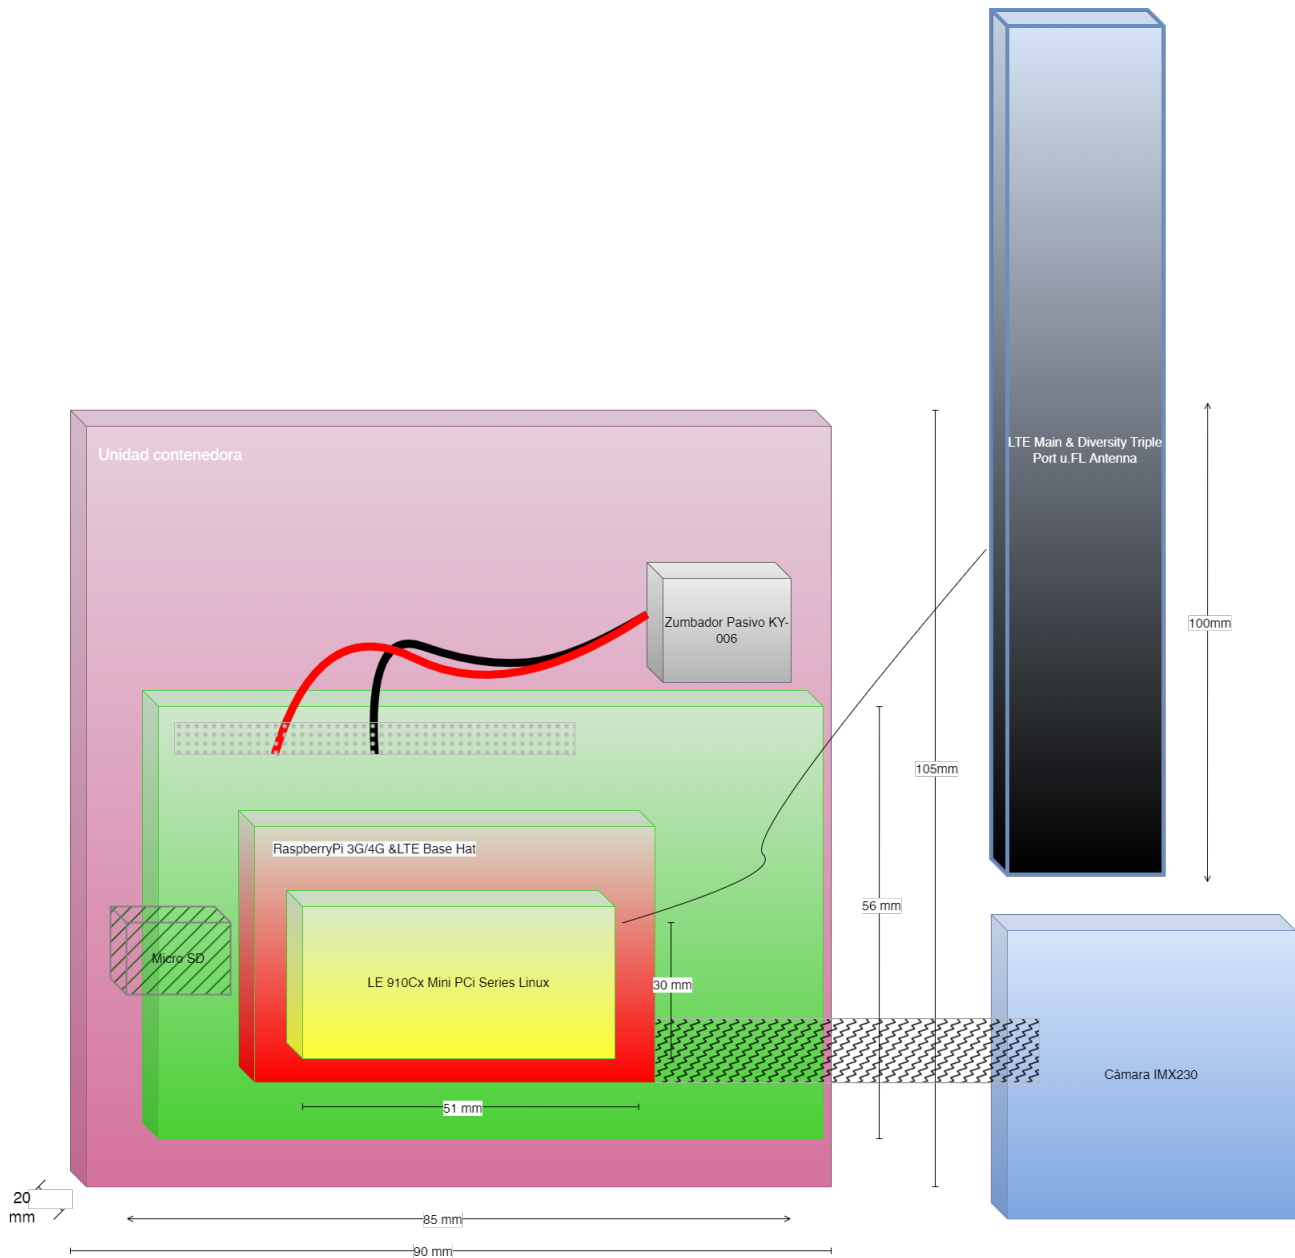 LTE Main & Diversity Triple
Port u.FL Antenna
Unidad contenedora
Zumbador Pasivo KY-
006
100mm
105mm
RaspberryPi 3G/4G &LTE Base Hat
56 mm
Micro SD
LE 910Cx Mini PCi Series Linux
30 mm
Cámara IMX230
51 mm
20
mm
85 mm
90 mm